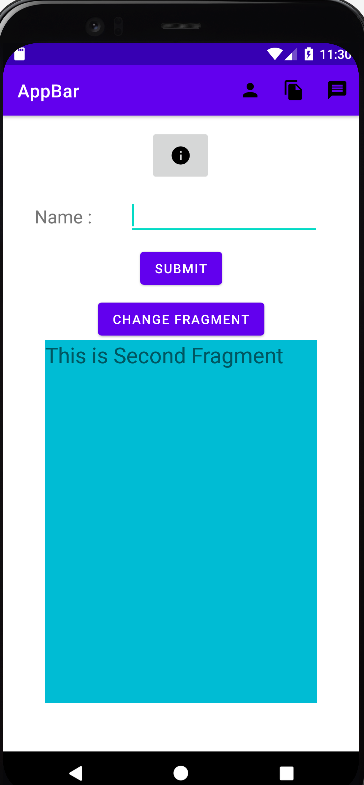 11:30
AppBar
Name :
SUBMIT
CHANGE FRAGMENT
This is Second Fragment